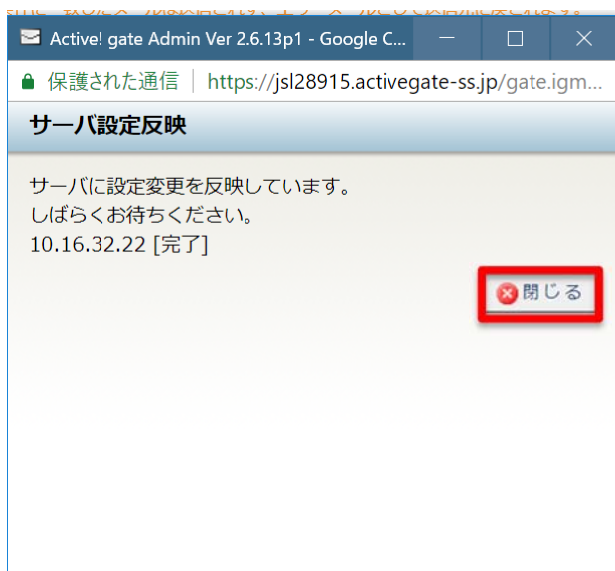 Active! gate Admin Ver 2.6.13p1 - Google C...
保護された通信 | https://jsl28915.activegate-ss.jp/gate.igm...
サーバ設定反映
サーバに設定変更を反映しています。
しばらくお待ちください。
10.16.32.22 [完了]
閉じる